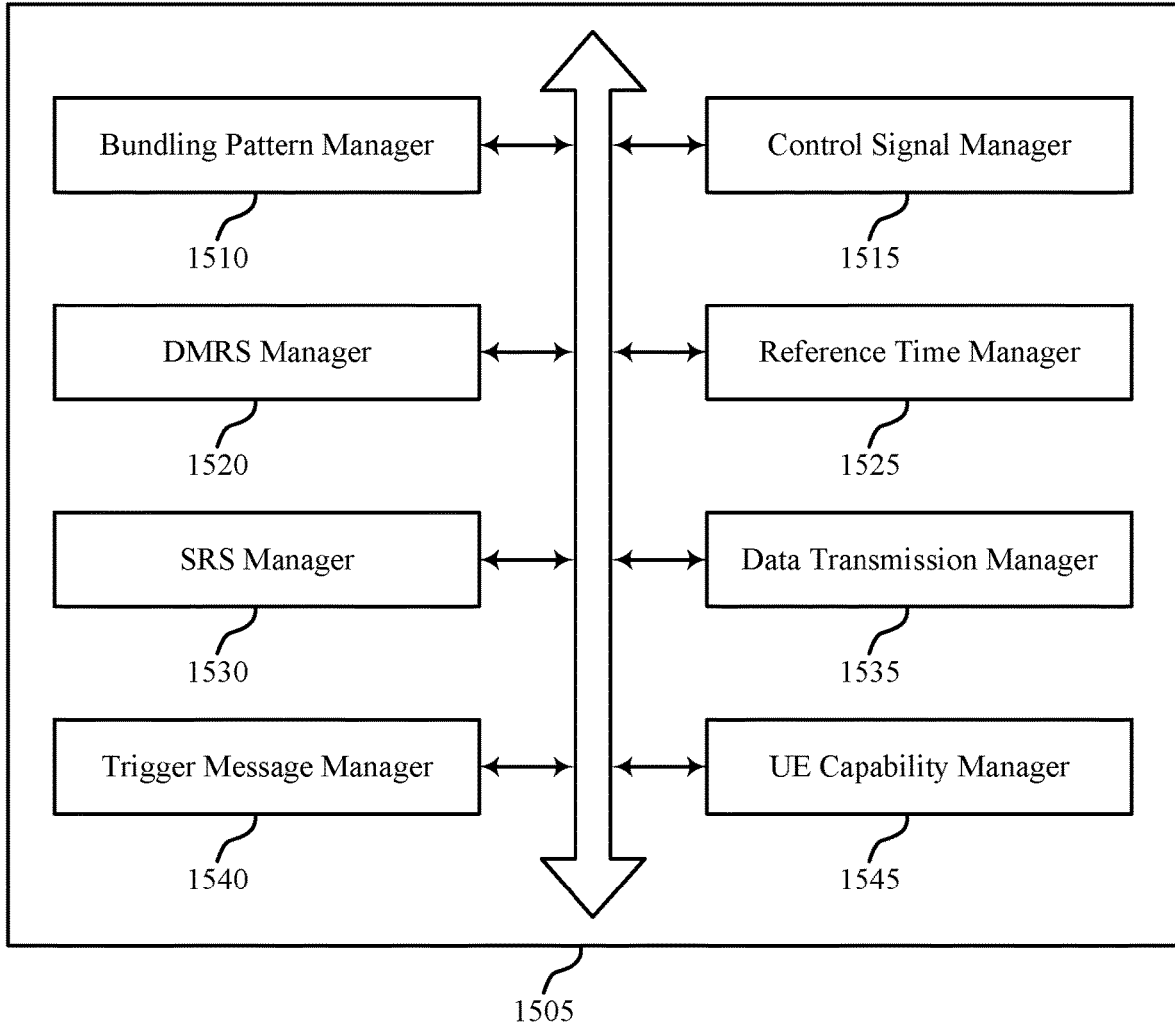 Bundling Pattern Manager
Control Signal Manager
1510
1515
DMRS Manager
Reference Time Manager
1520
1525
SRS Manager
Data Transmission Manager
1530
1535
Trigger Message Manager
UE Capability Manager
1540
1545
1505